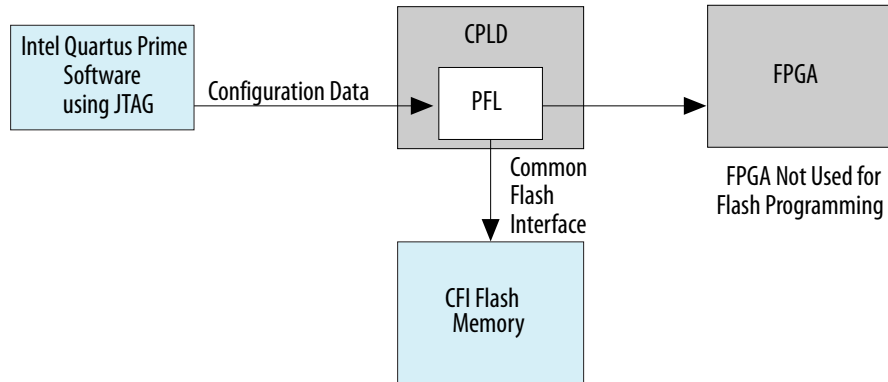 Intel Quartus Prime
Software
using JTAG
Configuration Data
CPLD
PFL
FPGA
FPGA Not Used for
Flash Programming
Common
Flash
Interface
CFI Flash
Memory